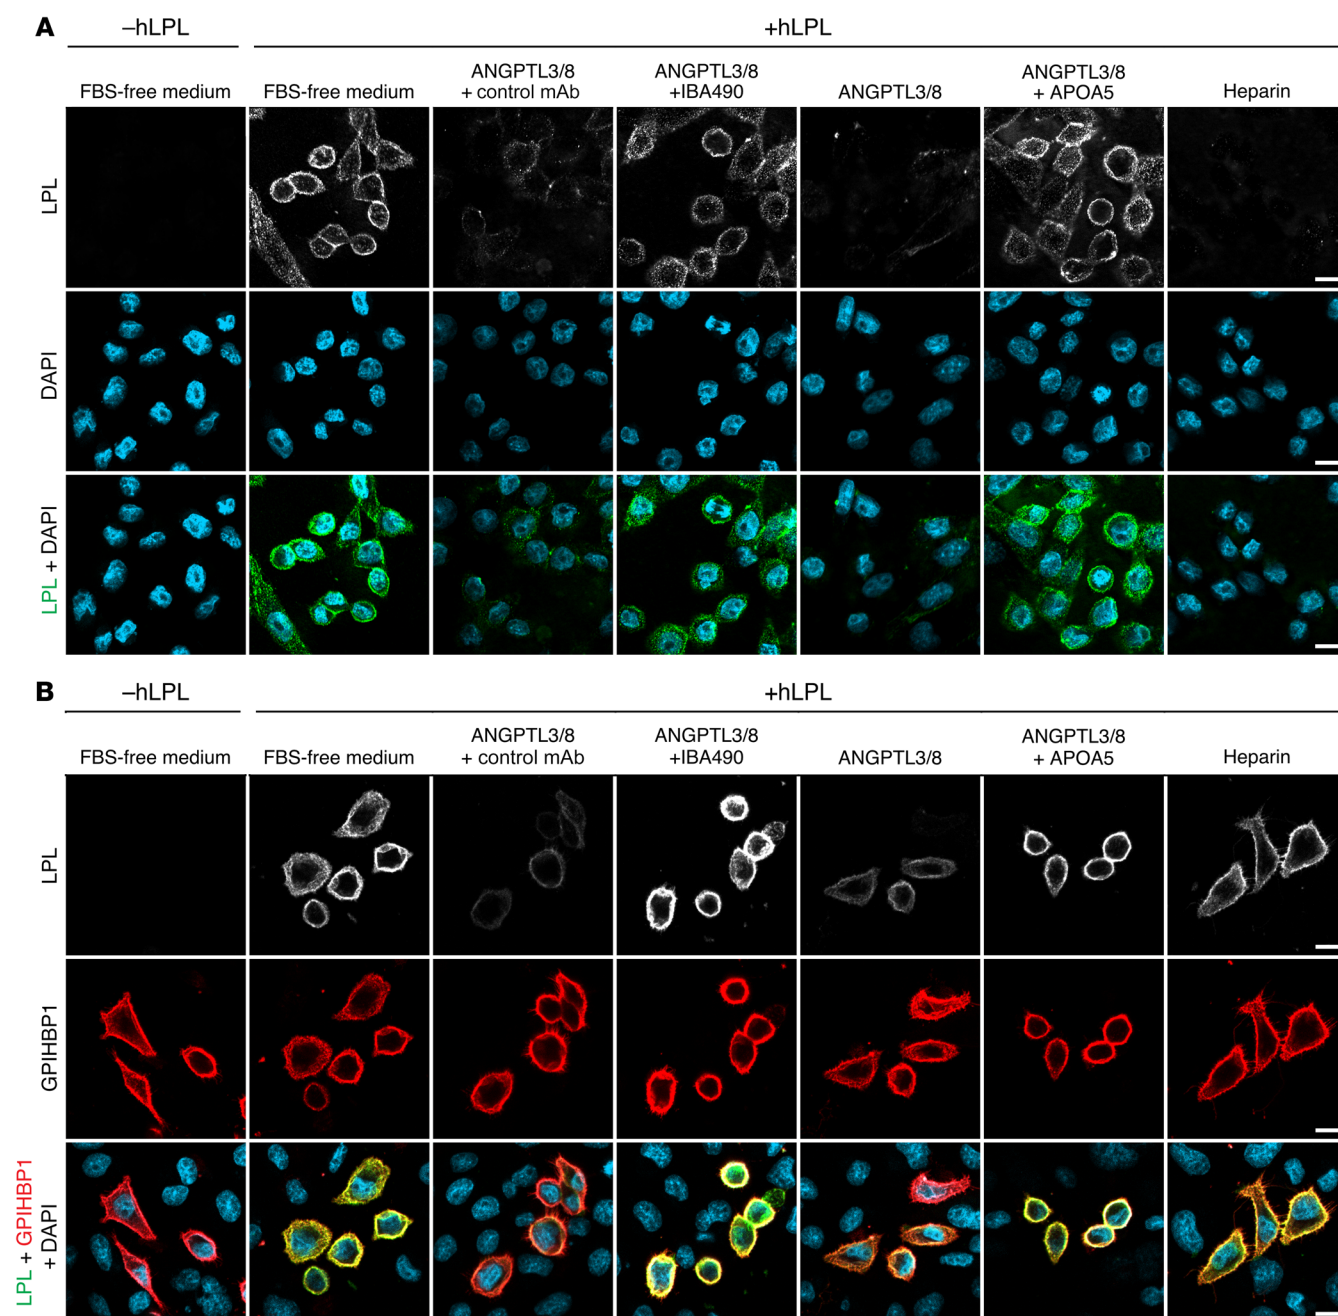 A
–hLPL
+hLPL
FBS-free medium
FBS-free medium
ANGPTL3/8
+ control mAb
ANGPTL3/8
+IBA490
ANGPTL3/8
ANGPTL3/8
+ APOA5
Heparin
LPL
DAPI
LPL + DAPI
B
–hLPL
+hLPL
FBS-free medium
FBS-free medium
ANGPTL3/8
+ control mAb
ANGPTL3/8
+IBA490
ANGPTL3/8
ANGPTL3/8
+ APOA5
Heparin
LPL
GPIHBP1
LPL + GPIHBP1
+ DAPI